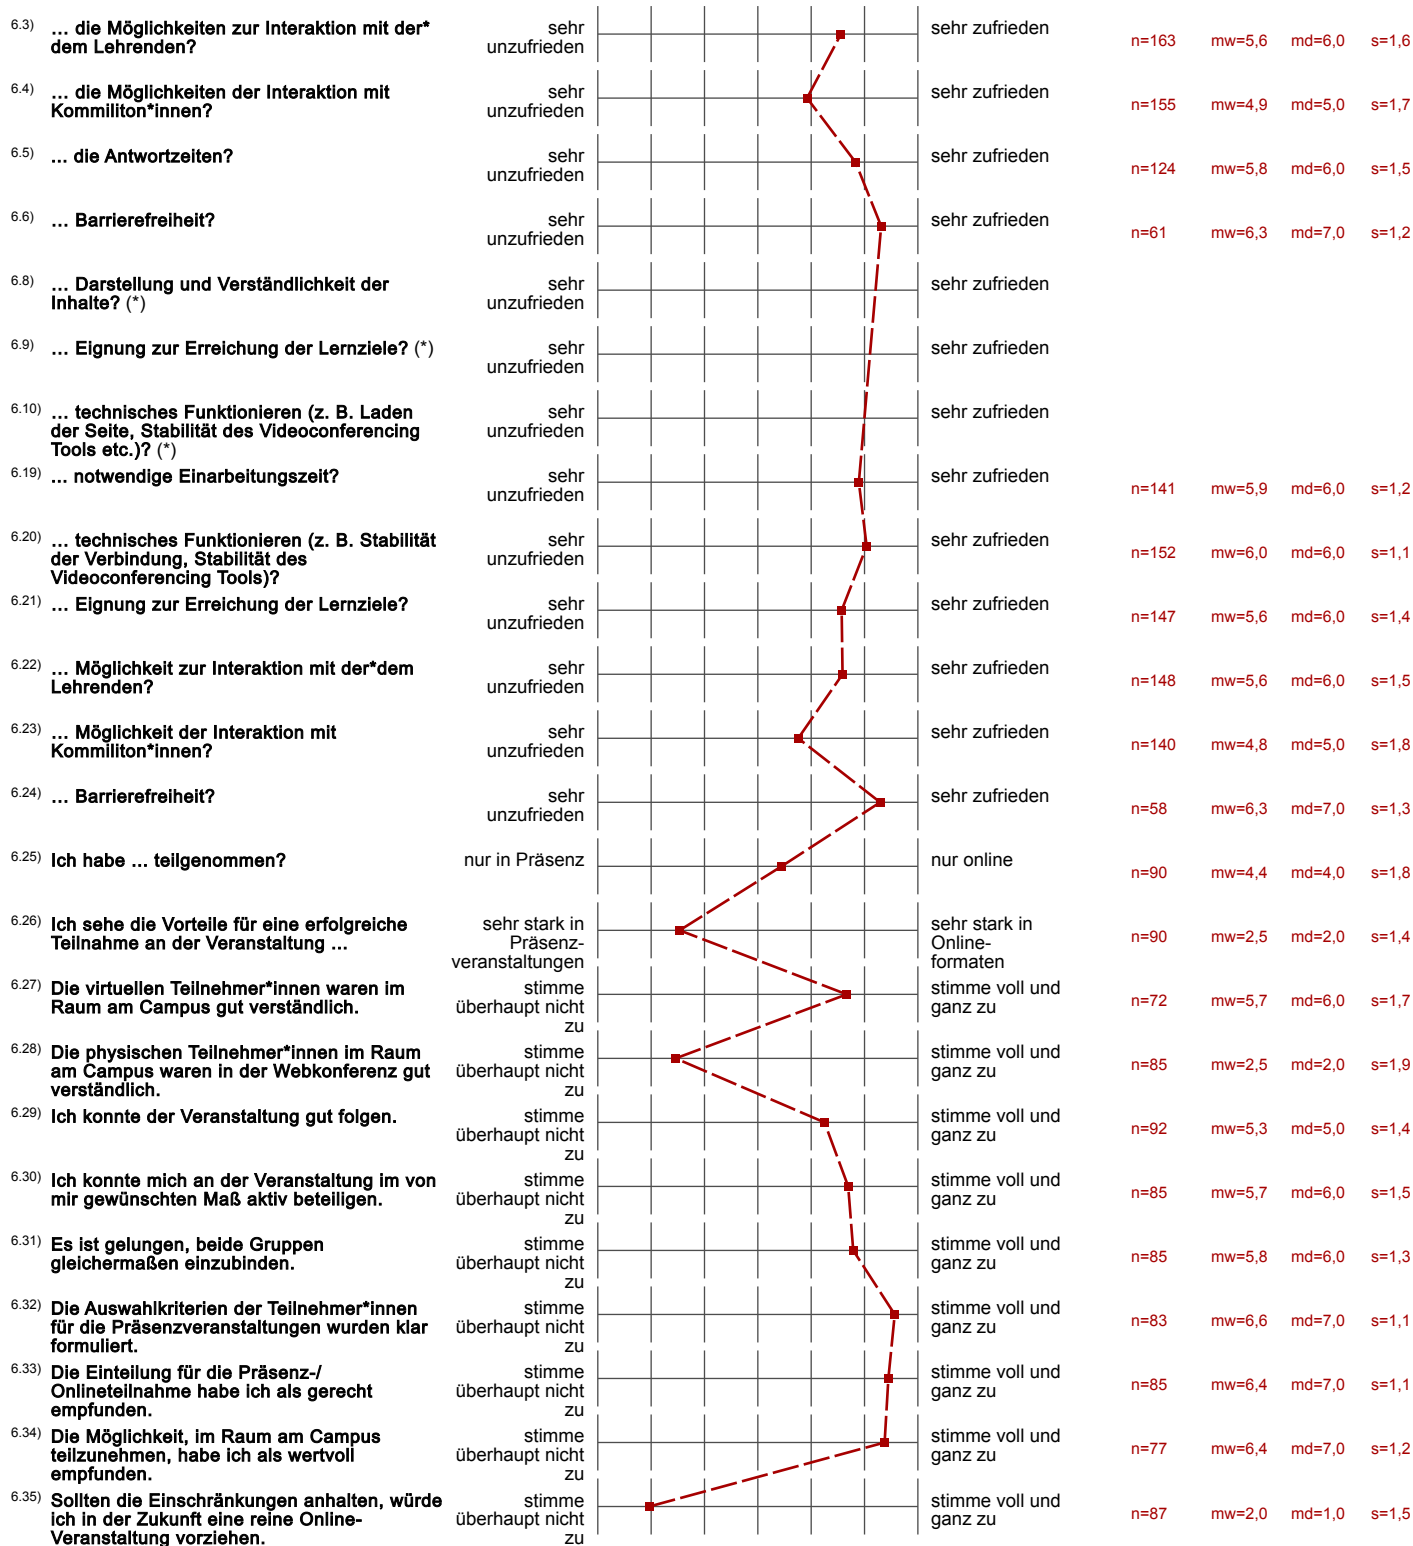 6.3) ... die Möglichkeiten zur Interaktion mit der* sehr sehr zufrieden
dem Lehrenden? unzufrieden n=163 mw=5,6 md=6,0 s=1,6
6.4) ... die Möglichkeiten der Interaktion mit sehr sehr zufrieden
Kommiliton*innen? unzufrieden n=155 mw=4,9 md=5,0 s=1,7
6.5) ... die Antwortzeiten? sehr sehr zufrieden
unzufrieden n=124 mw=5,8 md=6,0 s=1,5
6.6) ... Barrierefreiheit? sehr sehr zufrieden
unzufrieden n=61 mw=6,3 md=7,0 s=1,2
6.8) ... Darstellung und Verständlichkeit der sehr sehr zufrieden
Inhalte? (*) unzufrieden
6.9) ... Eignung zur Erreichung der Lernziele? (*) sehr sehr zufrieden
unzufrieden
6.10) ... technisches Funktionieren (z. B. Laden sehr sehr zufrieden
der Seite, Stabilität des Videoconferencing unzufrieden
Tools etc.)? (*)
6.19) ... notwendige Einarbeitungszeit? sehr sehr zufrieden
unzufrieden n=141 mw=5,9 md=6,0 s=1,2
6.20) ... technisches Funktionieren (z. B. Stabilität sehr sehr zufrieden
der Verbindung, Stabilität des unzufrieden n=152 mw=6,0 md=6,0 s=1,1
Videoconferencing Tools)?
6.21) ... Eignung zur Erreichung der Lernziele? sehr sehr zufrieden
unzufrieden n=147 mw=5,6 md=6,0 s=1,4
6.22) ... Möglichkeit zur Interaktion mit der*dem sehr sehr zufrieden
Lehrenden? unzufrieden n=148 mw=5,6 md=6,0 s=1,5
6.23) ... Möglichkeit der Interaktion mit sehr sehr zufrieden
Kommiliton*innen? unzufrieden n=140 mw=4,8 md=5,0 s=1,8
6.24) ... Barrierefreiheit? sehr sehr zufrieden
unzufrieden n=58 mw=6,3 md=7,0 s=1,3
6.25) Ich habe ... teilgenommen? nur in Präsenz nur online
n=90 mw=4,4 md=4,0 s=1,8
6.26) Ich sehe die Vorteile für eine erfolgreiche sehr stark in sehr stark in
Teilnahme an der Veranstaltung ... Präsenz- Online- n=90 mw=2,5 md=2,0 s=1,4
veranstaltungen formaten
6.27) Die virtuellen Teilnehmer*innen waren im stimme stimme voll und
Raum am Campus gut verständlich. überhaupt nicht ganz zu n=72 mw=5,7 md=6,0 s=1,7
zu
6.28) Die physischen Teilnehmer*innen im Raum stimme stimme voll und
am Campus waren in der Webkonferenz gut überhaupt nicht ganz zu n=85 mw=2,5 md=2,0 s=1,9
verständlich. zu
6.29) Ich konnte der Veranstaltung gut folgen. stimme stimme voll und
überhaupt nicht ganz zu n=92 mw=5,3 md=5,0 s=1,4
zu
6.30) Ich konnte mich an der Veranstaltung im von stimme stimme voll und
mir gewünschten Maß aktiv beteiligen. überhaupt nicht ganz zu n=85 mw=5,7 md=6,0 s=1,5
zu
6.31) Es ist gelungen, beide Gruppen stimme stimme voll und
gleichermaßen einzubinden. überhaupt nicht ganz zu n=85 mw=5,8 md=6,0 s=1,3
zu
6.32) Die Auswahlkriterien der Teilnehmer*innen stimme stimme voll und
für die Präsenzveranstaltungen wurden klar überhaupt nicht ganz zu n=83 mw=6,6 md=7,0 s=1,1
formuliert. zu
6.33) Die Einteilung für die Präsenz-/ stimme stimme voll und
Onlineteilnahme habe ich als gerecht überhaupt nicht ganz zu n=85 mw=6,4 md=7,0 s=1,1
empfunden. zu
6.34) Die Möglichkeit, im Raum am Campus stimme stimme voll und
teilzunehmen, habe ich als wertvoll überhaupt nicht ganz zu n=77 mw=6,4 md=7,0 s=1,2
empfunden. zu
6.35) Sollten die Einschränkungen anhalten, würde stimme stimme voll und
ich in der Zukunft eine reine Online- überhaupt nicht ganz zu n=87 mw=2,0 md=1,0 s=1,5
Veranstaltung vorziehen. zu